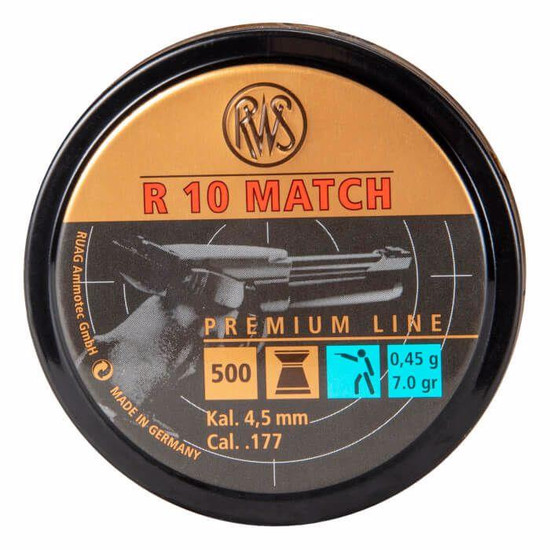 RWS
R 10 MATCH
PREMIUM LINE
500
0,45 g
7.0 gr
Kal. 4,5 mm
Cal. .177
RUAG Ammotec GmbH
MADE IN GERMANY